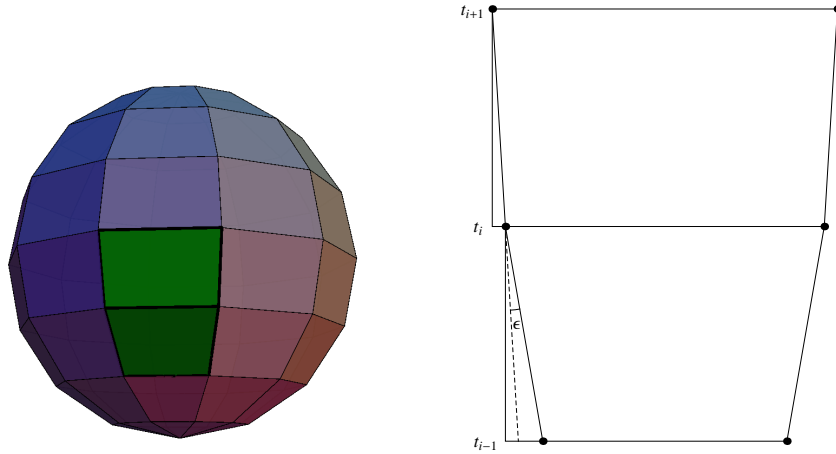 t_{i+1}
t_i
ϵ
t_{i-1}